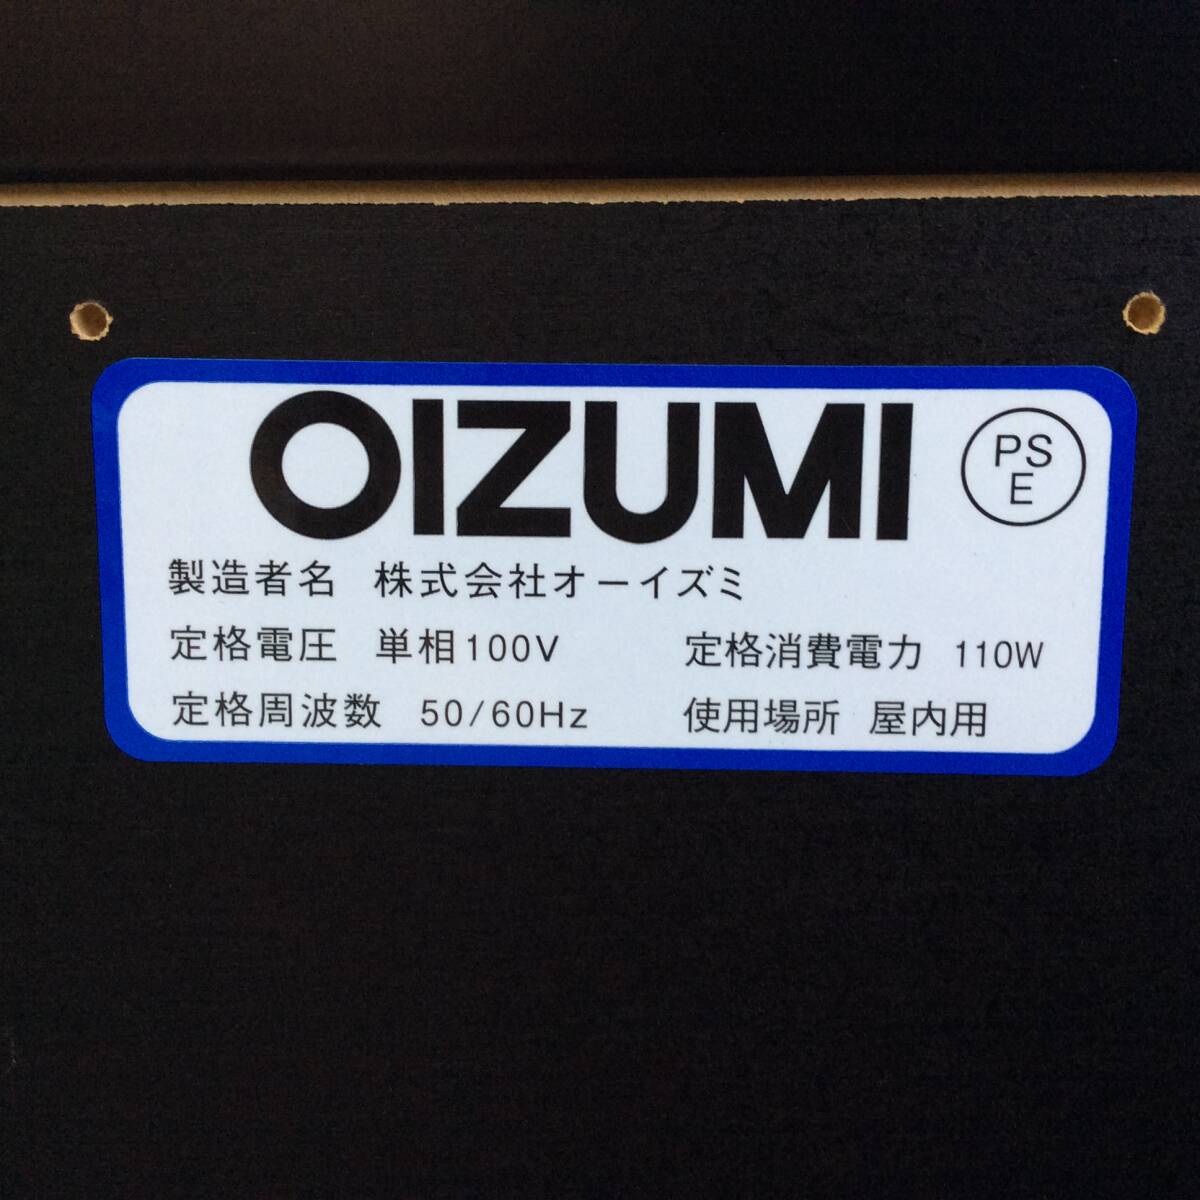 OIZUMI
PS
E
製造者名 株式会社オーイズミ
定格電圧 単相100V 定格消費電力 110W
定格周波数 50/60Hz 使用場所 屋内用